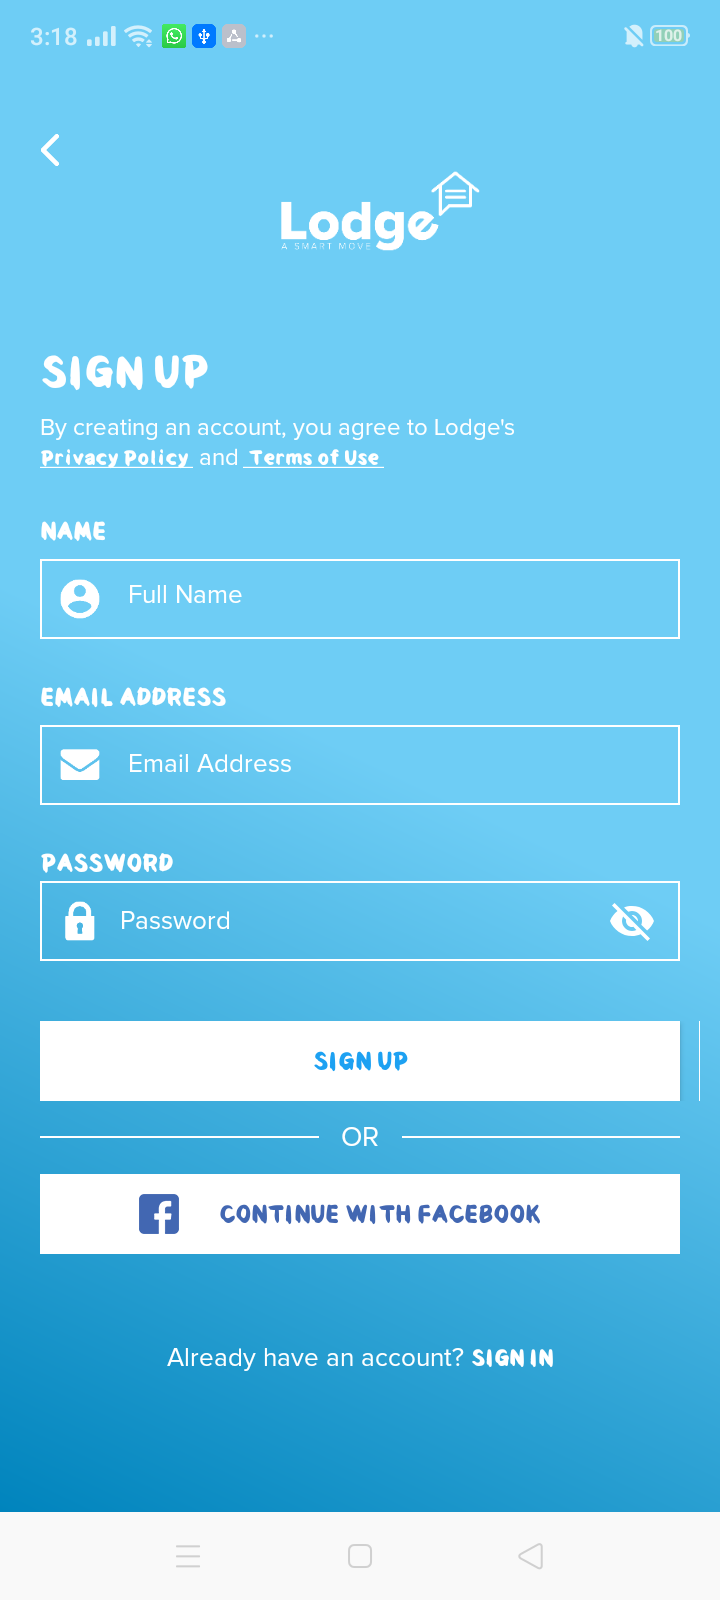 3:18
100
Lodge
A SMART MOVE
SIGN UP
By creating an account, you agree to Lodge's
Privacy Policy and Terms of Use
NAME
Full Name
EMAIL ADDRESS
Email Address
PASSWORD
Password
SIGN UP
OR
CONTINUE WITH FACEBOOK
Already have an account? SIGN IN